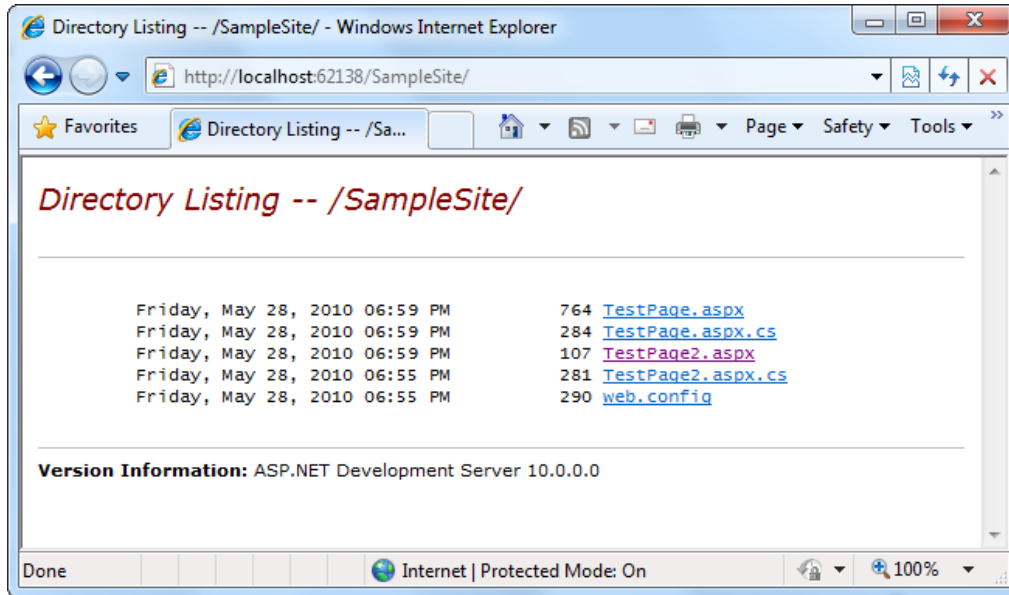 Directory Listing -- /SampleSite/ - Windows Internet Explorer
http://localhost:62138/SampleSite/
Favorites Directory Listing -- /Sa... Page Safety Tools »
Directory Listing -- /SampleSite/
Friday, May 28, 2010 06:59 PM 764 TestPage.aspx
Friday, May 28, 2010 06:59 PM 284 TestPage.aspx.cs
Friday, May 28, 2010 06:59 PM 107 TestPage2.aspx
Friday, May 28, 2010 06:55 PM 281 TestPage2.aspx.cs
Friday, May 28, 2010 06:55 PM 290 web.config
Version Information: ASP.NET Development Server 10.0.0.0
Done Internet | Protected Mode: On 100%